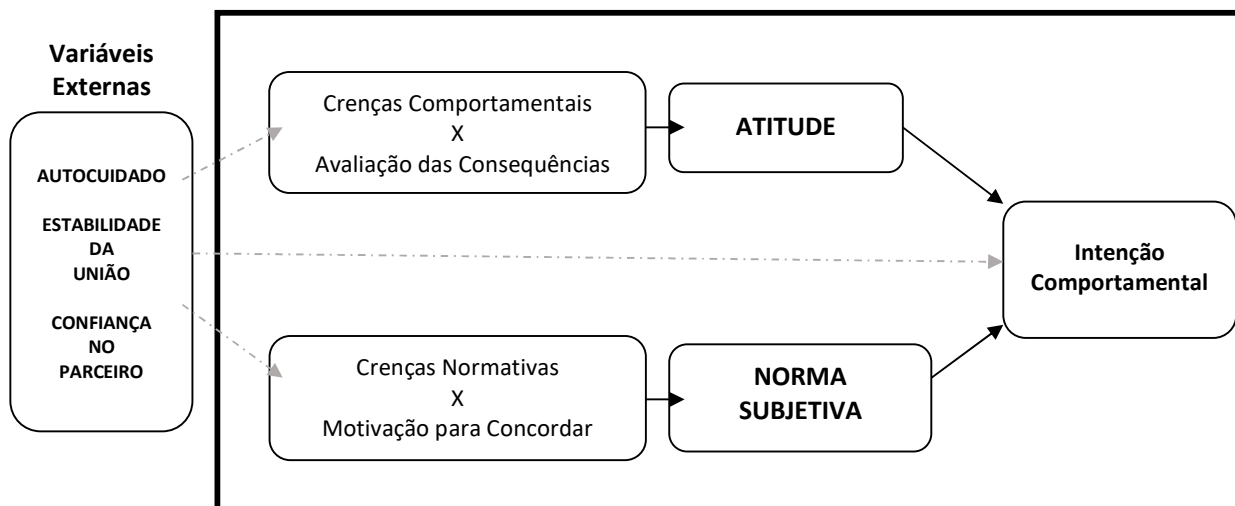 Variáveis
Externas
AUTOCUIDADO
ESTABILIDADE
DA
UNIÃO
CONFIANÇA
NO
PARCEIRO
Crenças Comportamentais
X
Avaliação das Consequências
ATITUDE
Crenças Normativas
X
Motivação para Concordar
NORMA
SUBJETIVA
Intenção
Comportamental